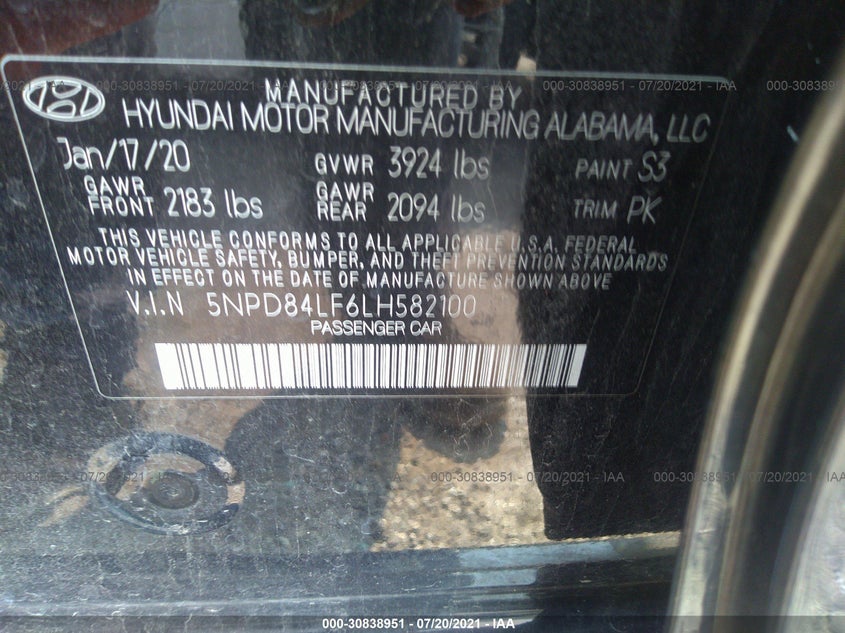 MANUFACTURED BY
HYUNDAI MOTOR MANUFACTURING ALABAMA, LLC
Jan/17/20 GVWR 3924 lbs PAINT S3
GAWR FRONT 2183 lbs GAWR REAR 2094 lbs TRIM PK
THIS VEHICLE CONFORMS TO ALL APPLICABLE U.S.A. FEDERAL
MOTOR VEHICLE SAFETY, BUMPER, AND THEFT PREVENTION STANDARDS
IN EFFECT ON THE DATE OF MANUFACTURE SHOWN ABOVE
V.I.N 5NPD84LF6LH582100
PASSENGER CAR
000-30838951 - 07/20/2021 - IAA